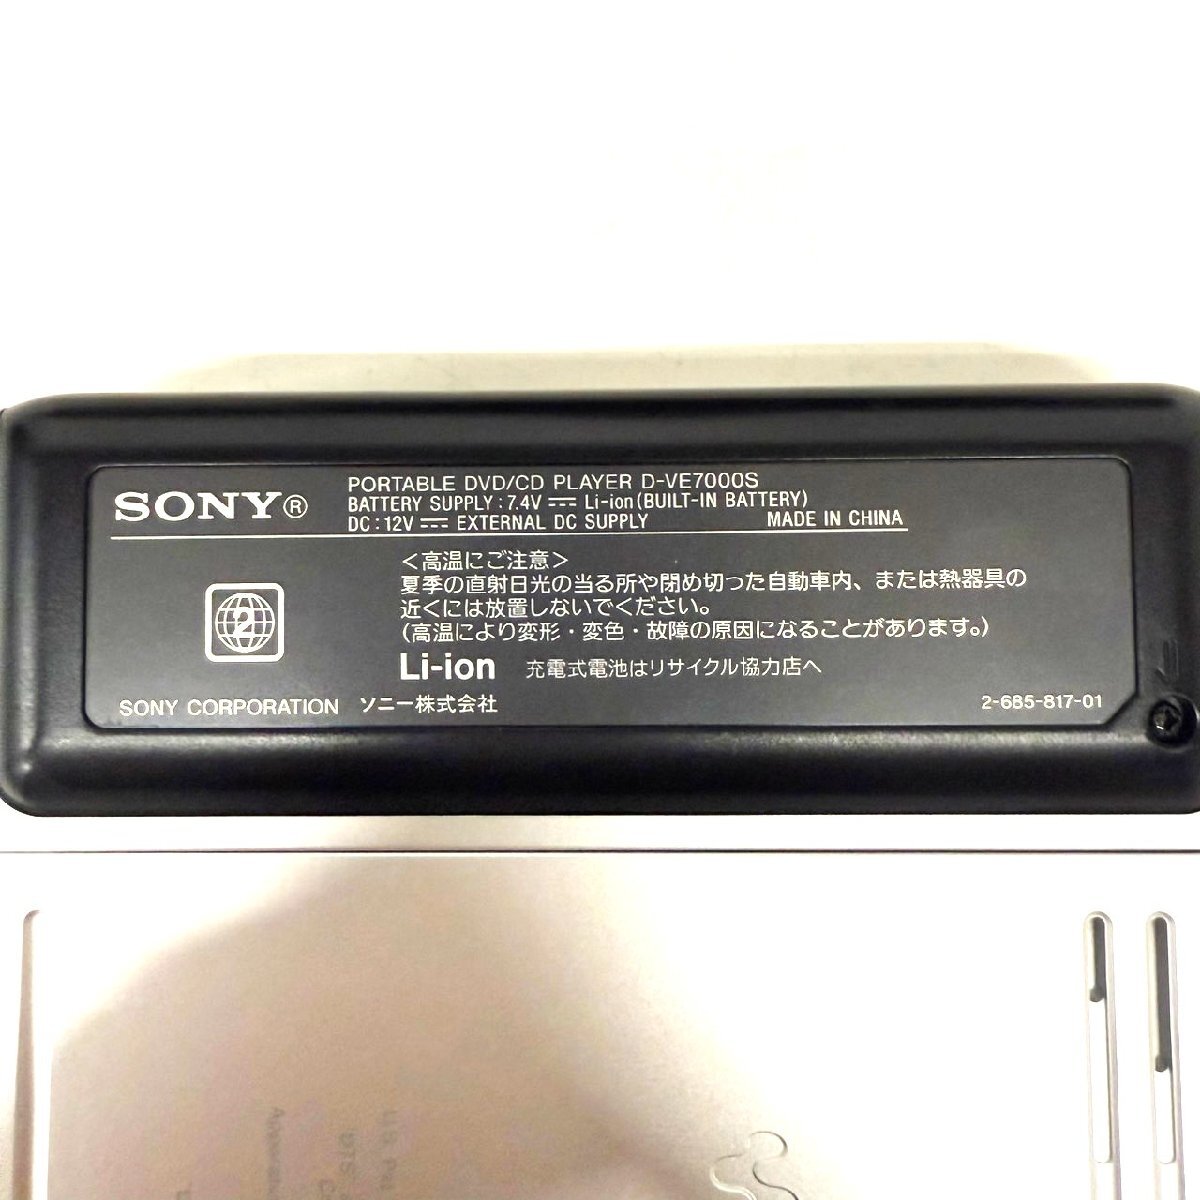 SONY®
PORTABLE DVD/CD PLAYER D-VE7000S
BATTERY SUPPLY : 7.4V ⎓ Li-ion (BUILT-IN BATTERY)
DC : 12V ⎓ EXTERNAL DC SUPPLY MADE IN CHINA
<高温にご注意>
夏季の直射日光の当る所や閉め切った自動車内、または熱器具の
近くには放置しないでください。
(高温により変形・変色・故障の原因になることがあります。)
2
Li-ion 充電式電池はリサイクル協力店へ
SONY CORPORATION ソニー株式会社 2-685-817-01